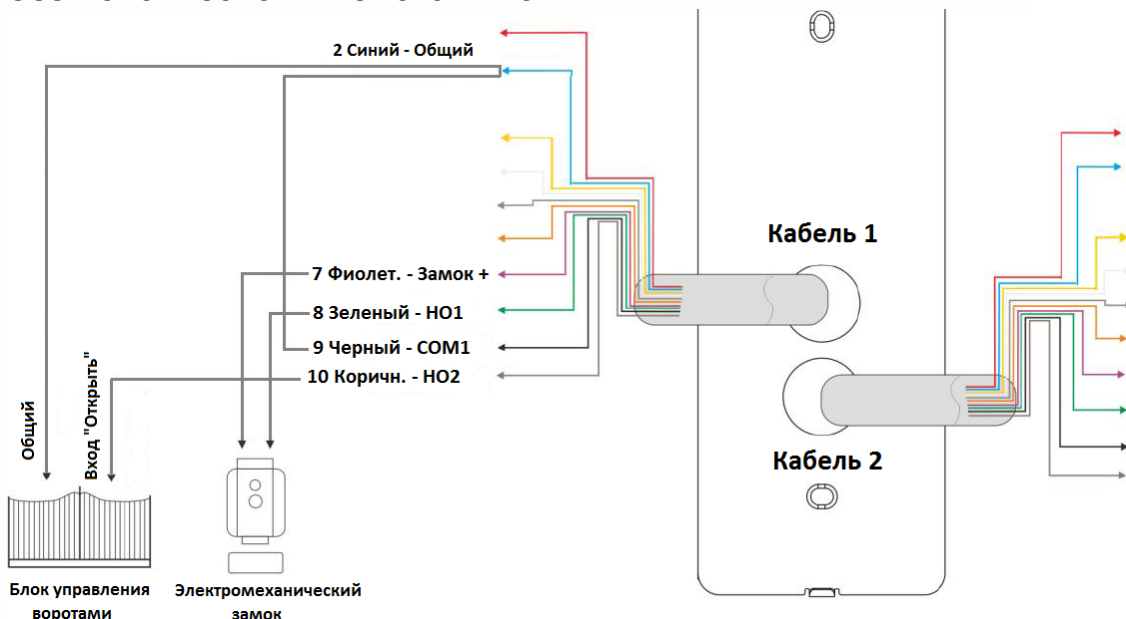 2 Синий - Общий
Кабель 1
7 Фиолет. - Замок +
8 Зеленый - НО1
9 Черный - COM1
10 Коричн. - НО2
Общий
Вход "Открыть"
Кабель 2
Блок управления
воротами
Электромеханический
замок